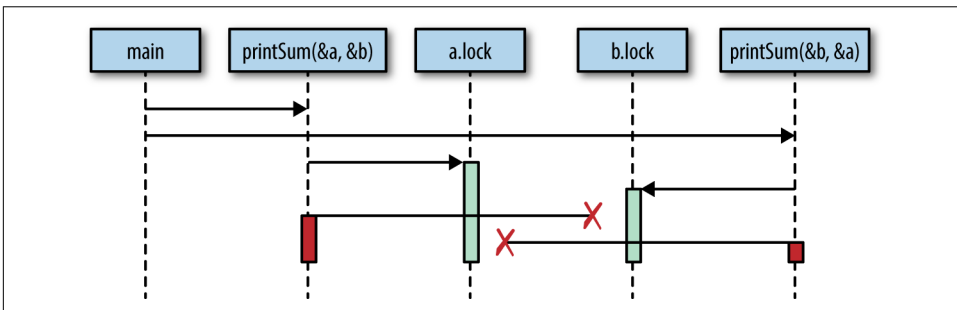 main
printSum(&a, &b)
a.lock
b.lock
printSum(&b, &a)